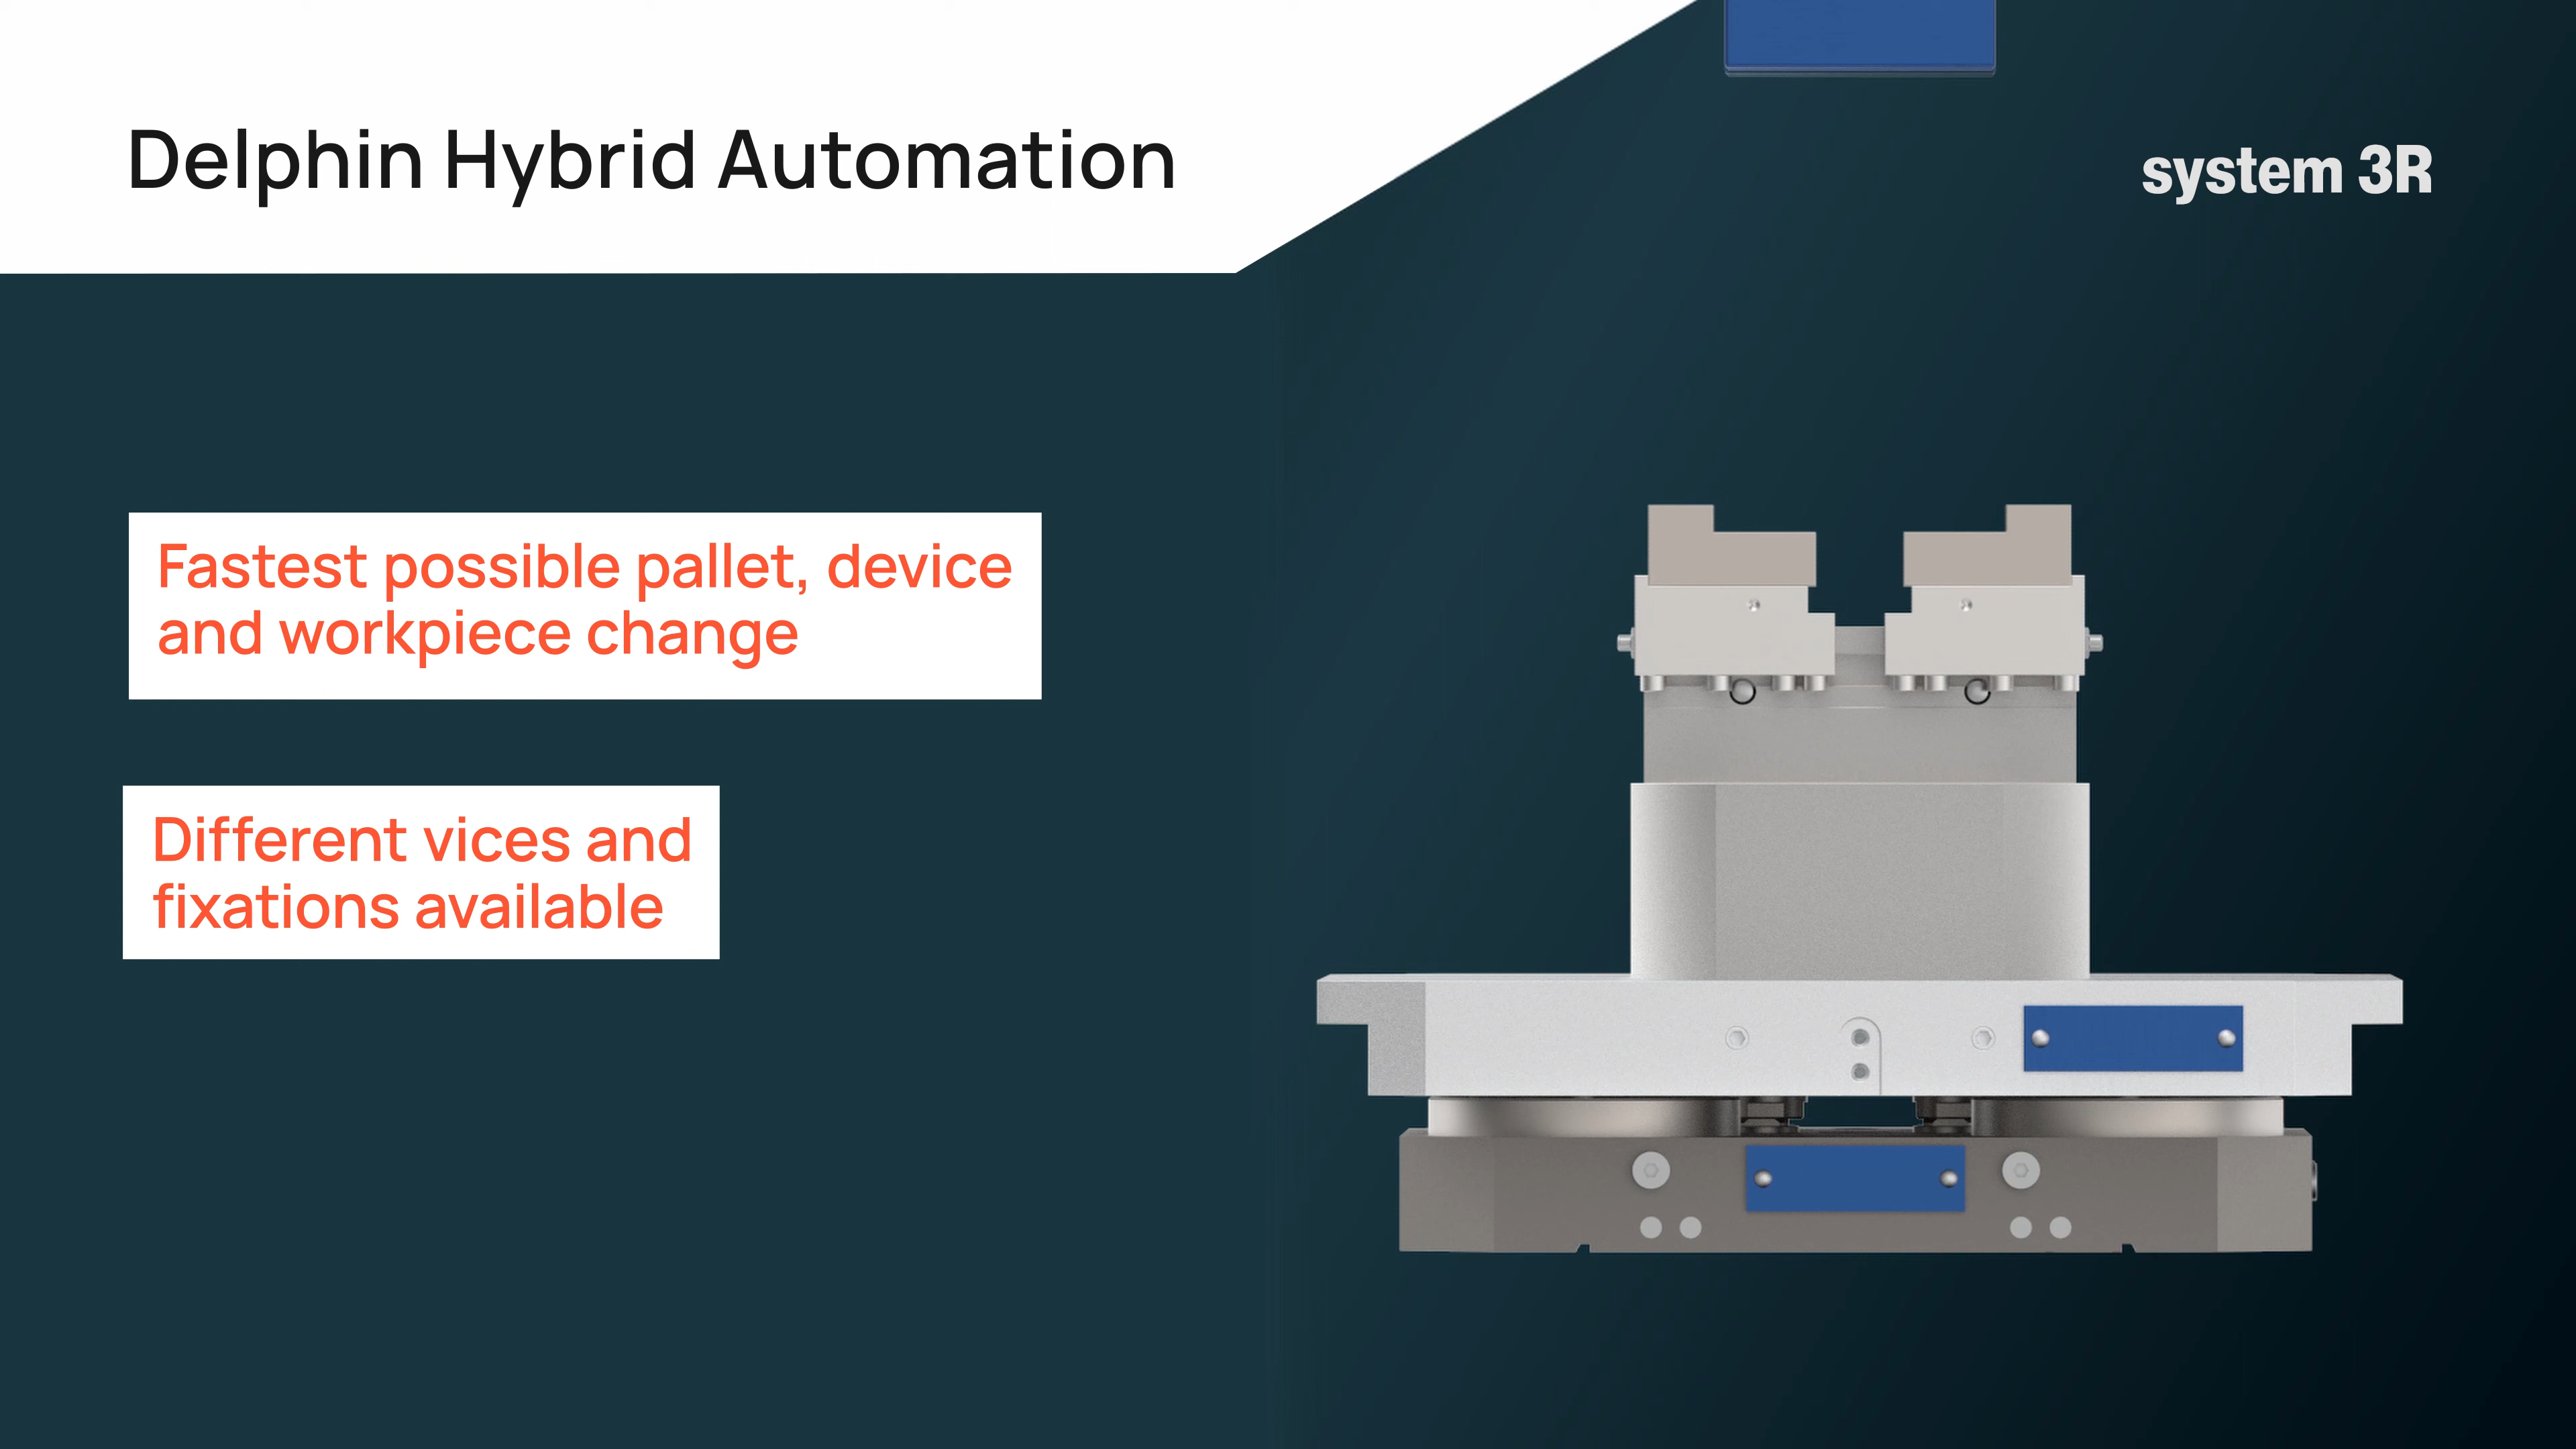 Delphin Hybrid Automation
system 3R
Fastest possible pallet, device
and workpiece change
Different vices and
fixations available